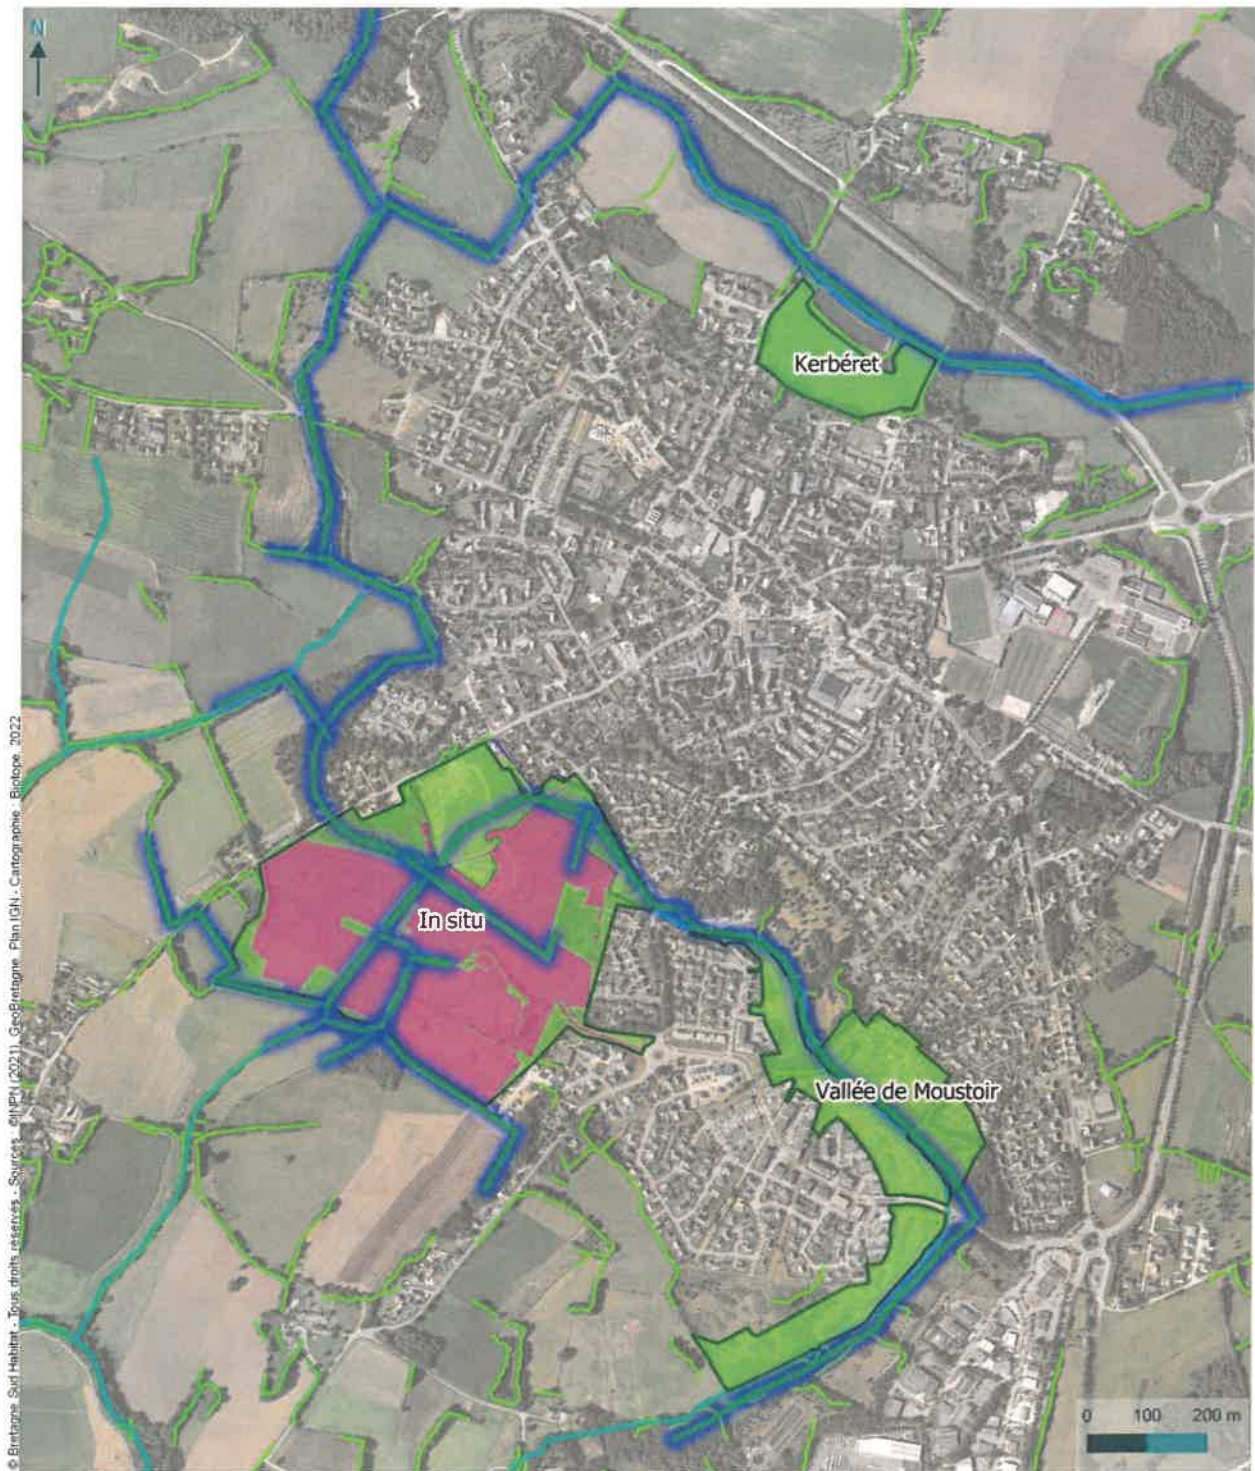 N
Kerbéret
In situ
Vallée de Moustoir
0 100 200 m
© Bretagne Sud Habitat - Tous droits réservés - Sources : ©INPN (2021), GéoBretagne, Plan IGN - Cartographie : Biotope, 2022